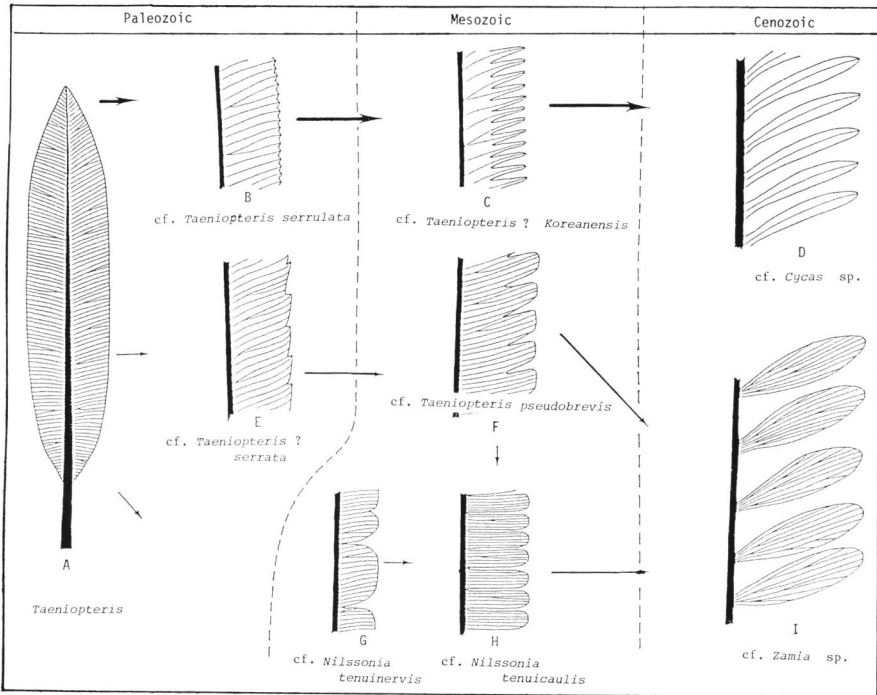 Paleozoic
Mesozoic
Cenozoic
B
cf. Taeniopteris serrulata
C
cf. Taeniopteris ? Koreanensis
D
cf. Cycas sp.
E
cf. Taeniopteris ?
serrata
cf. Taeniopteris pseudobrevis
F
A
Taeniopteris
G
cf. Nilssonia
tenuinervis
H
cf. Nilssonia
tenuicaulis
I
cf. Zamia sp.